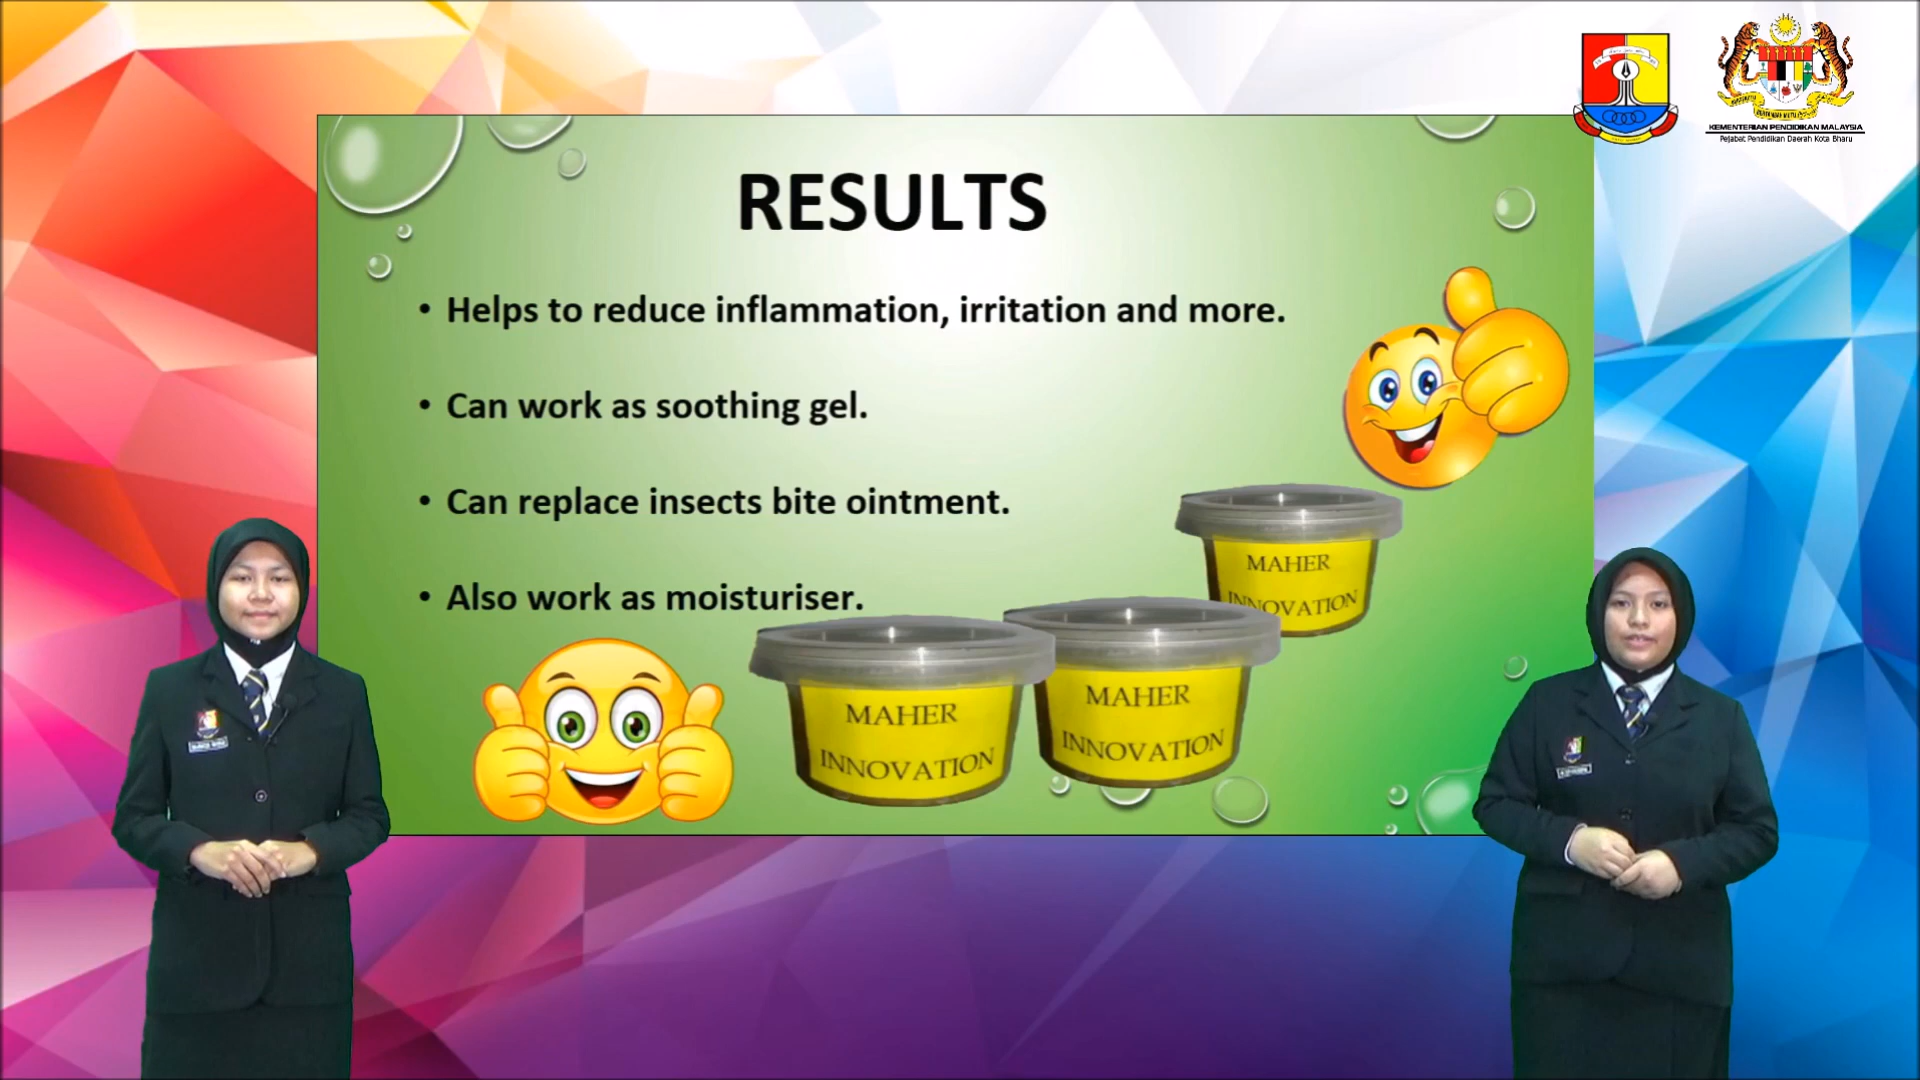 KEMENTERIAN PENDIDIKAN MALAYSIA
Pejabat Pendidikan Daerah Kota Bharu
RESULTS
• Helps to reduce inflammation, irritation and more.
• Can work as soothing gel.
• Can replace insects bite ointment.
• Also work as moisturiser.
MAHER
INNOVATION
MAHER
INNOVATION
MAHER
INNOVATION